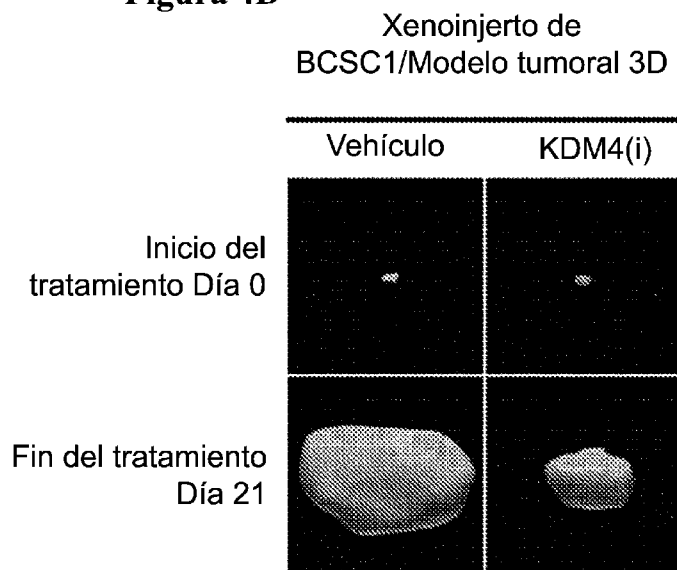 Figura 4D
Xenoinjerto de
BCSC1/Modelo tumoral 3D
Vehículo
KDM4(i)
Inicio del
tratamiento Día 0
Fin del tratamiento
Día 21